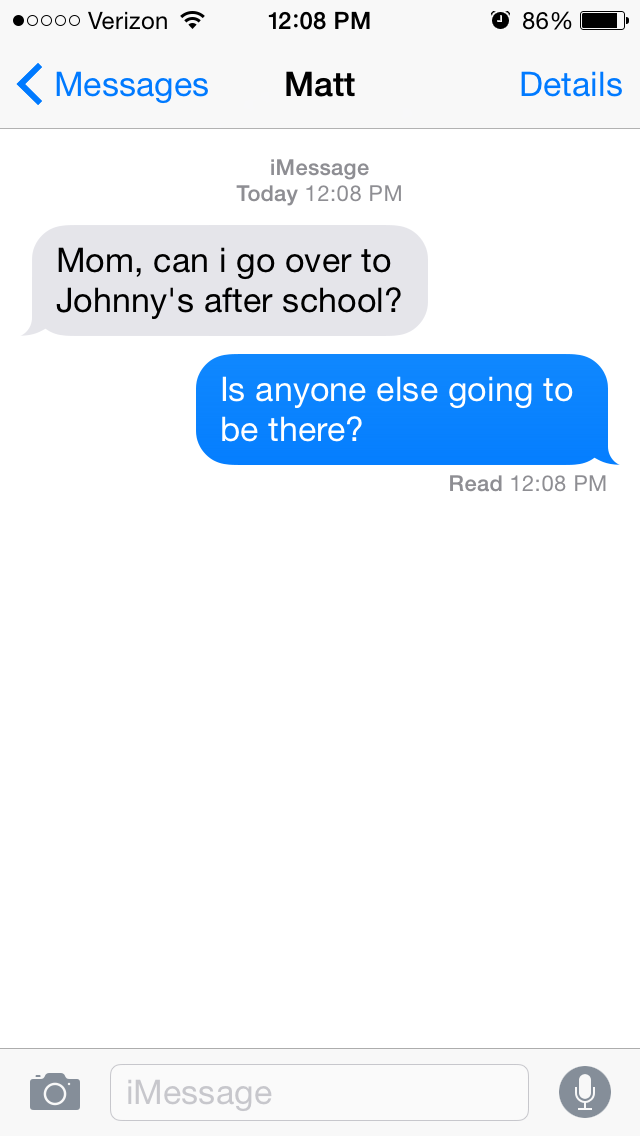 Verizon 12:08 PM 86%
Messages Matt Details
iMessage
Today 12:08 PM
Mom, can i go over to
Johnny's after school?
Is anyone else going to
be there?
Read 12:08 PM
iMessage